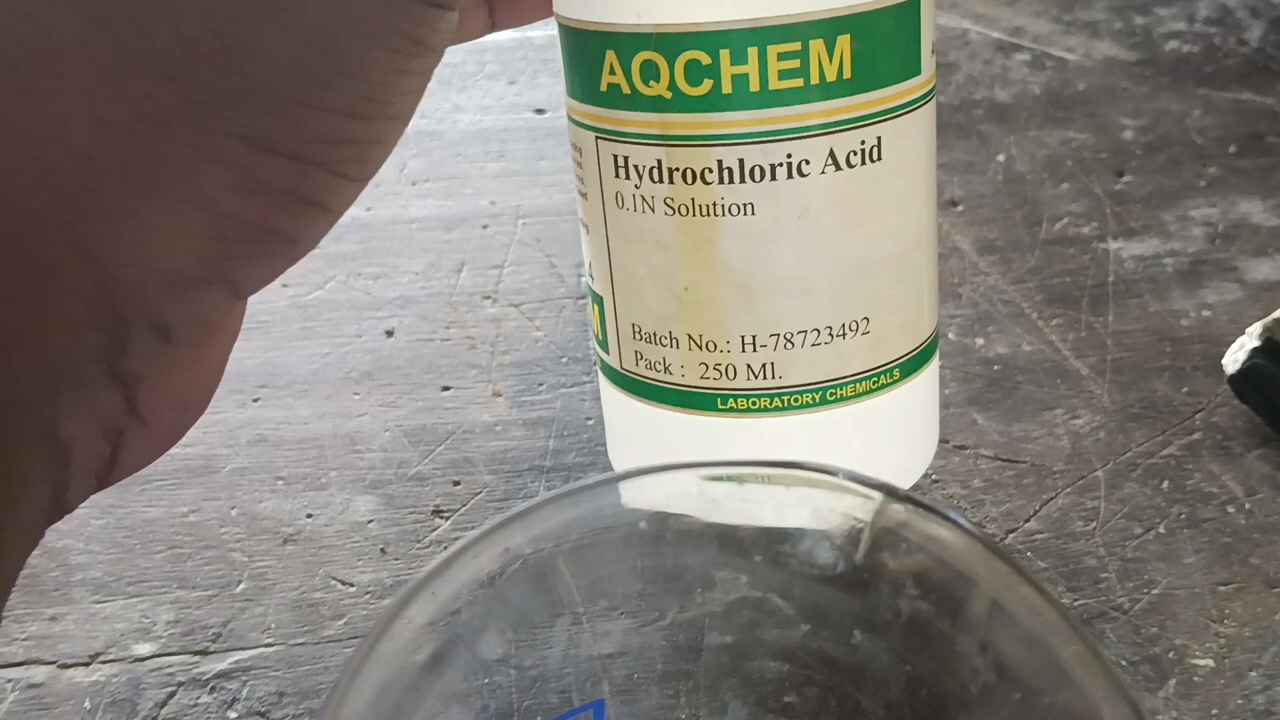 AQCHEM
Hydrochloric Acid
0.1N Solution
Batch No.: H-78723492
Pack : 250 Ml.
LABORATORY CHEMICALS